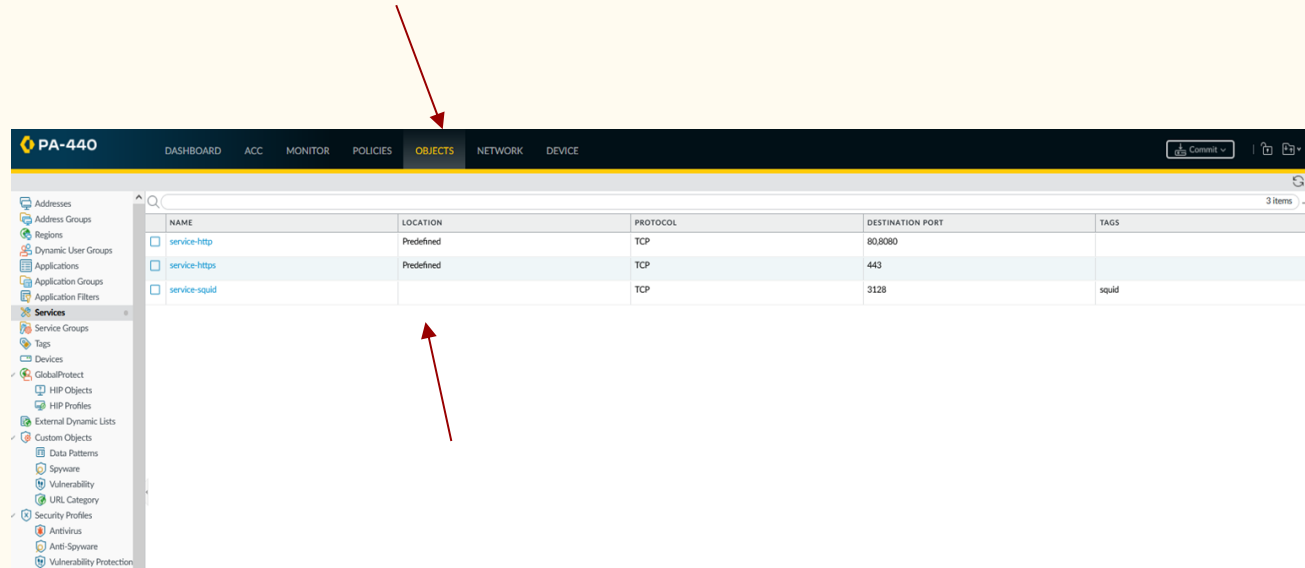 PA-440
DASHBOARD ACC MONITOR POLICIES OBJECTS NETWORK DEVICE Commit
3 items
Addresses
Address Groups
Regions
Dynamic User Groups
Applications
Application Groups
Application Filters
Services
Service Groups
Tags
Devices
GlobalProtect
HIP Objects
HIP Profiles
External Dynamic Lists
Custom Objects
Data Patterns
Spyware
Vulnerability
URL Category
Security Profiles
Antivirus
Anti-Spyware
Vulnerability Protection
NAME LOCATION PROTOCOL DESTINATION PORT TAGS
service-http Predefined TCP 80,8080
service-https Predefined TCP 443
service-squid TCP 3128 squid